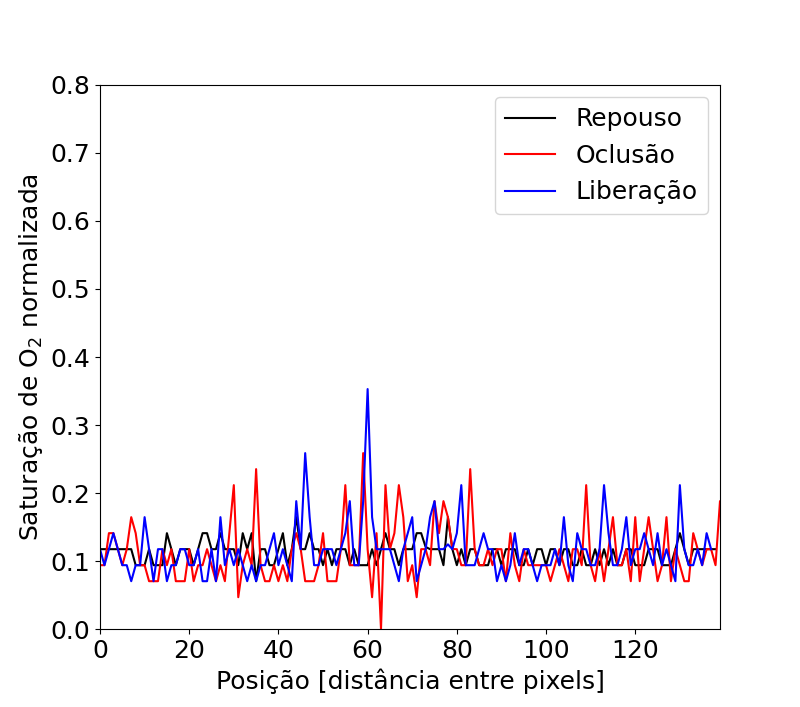 0.8
0.7
0.6
0.5
0.4
0.3
0.2
0.1
0.0
Saturação de O₂ normalizada
Repouso
Oclusão
Liberação
0 20 40 60 80 100 120
Posição [distância entre pixels]